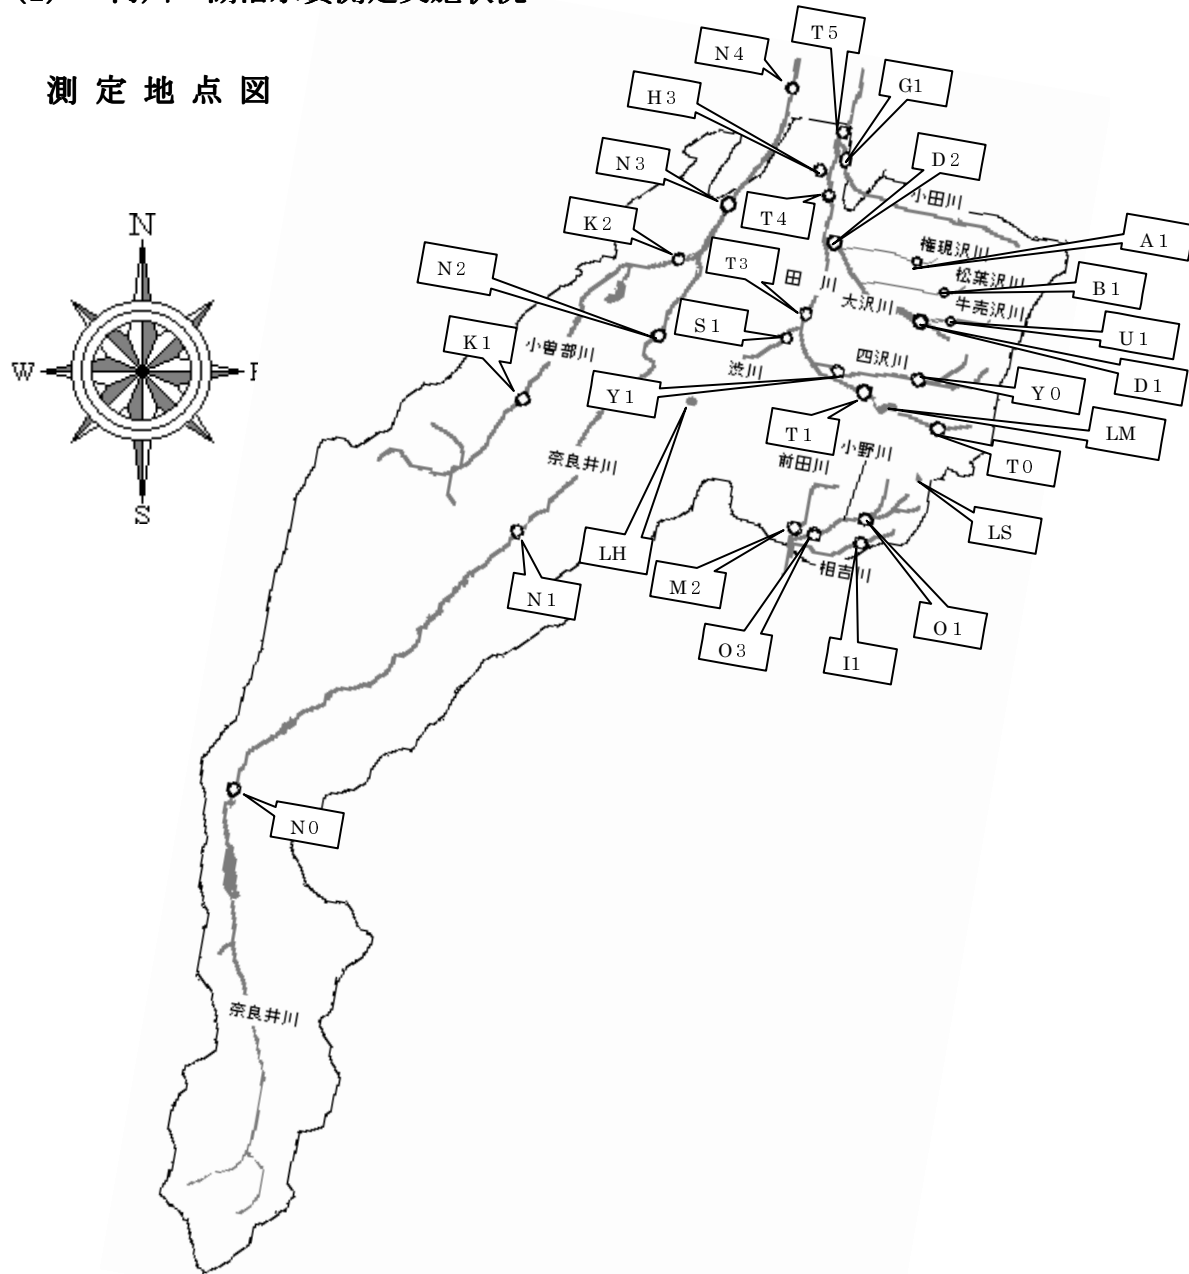 測定地点図
N
W
S
T5
N4
G1
H3
D2
N3
小田川
T4
K2
権現沢川
A1
T3
N2
田川
松葉沢川
B1
大沢川
牛売沢川
S1
U1
K1
小曽部川
四沢川
渋川
D1
Y1
Y0
T1
LM
小野川
前田川
T0
奈良井川
LS
LH
相吉川
M2
N1
O1
O3
I1
N0
奈良井川